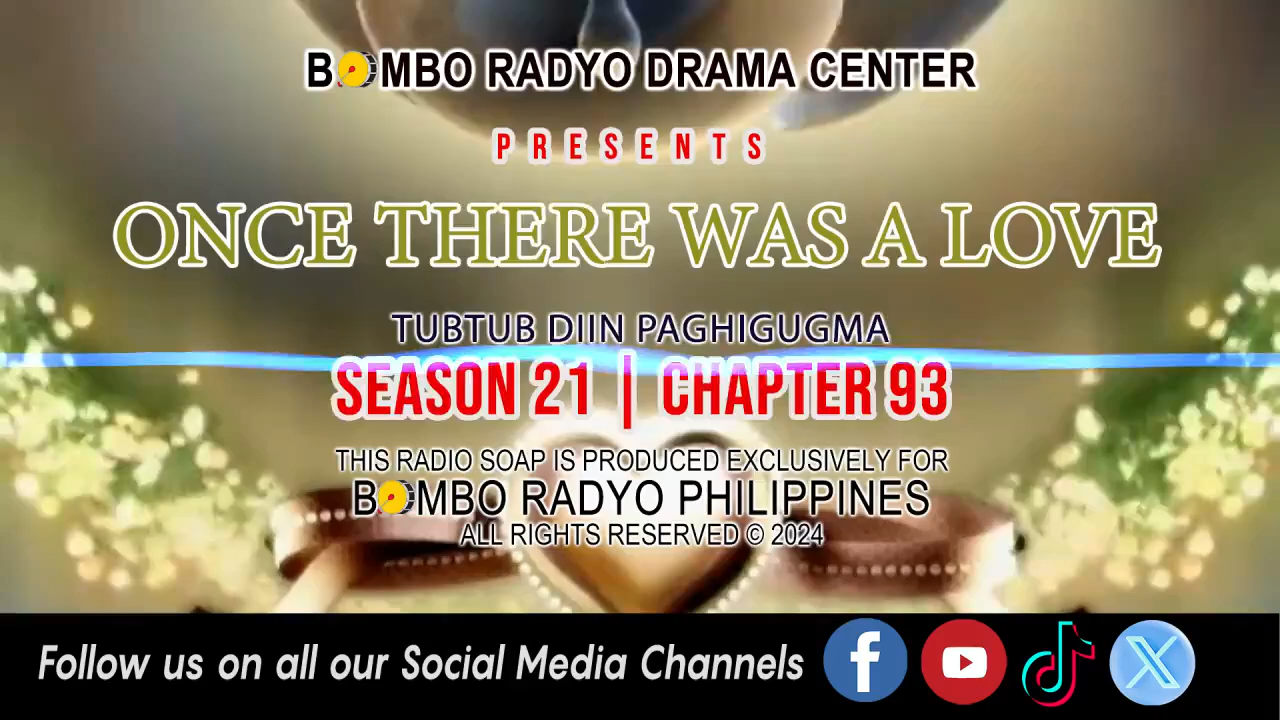 BOMBO RADYO DRAMA CENTER
PRESENTS
ONCE THERE WAS A LOVE
TUBTUB DIIN PAGHIGUGMA
SEASON 21 | CHAPTER 93
THIS RADIO SOAP IS PRODUCED EXCLUSIVELY FOR
BOMBO RADYO PHILIPPINES
ALL RIGHTS RESERVED © 2024
Follow us on all our Social Media Channels